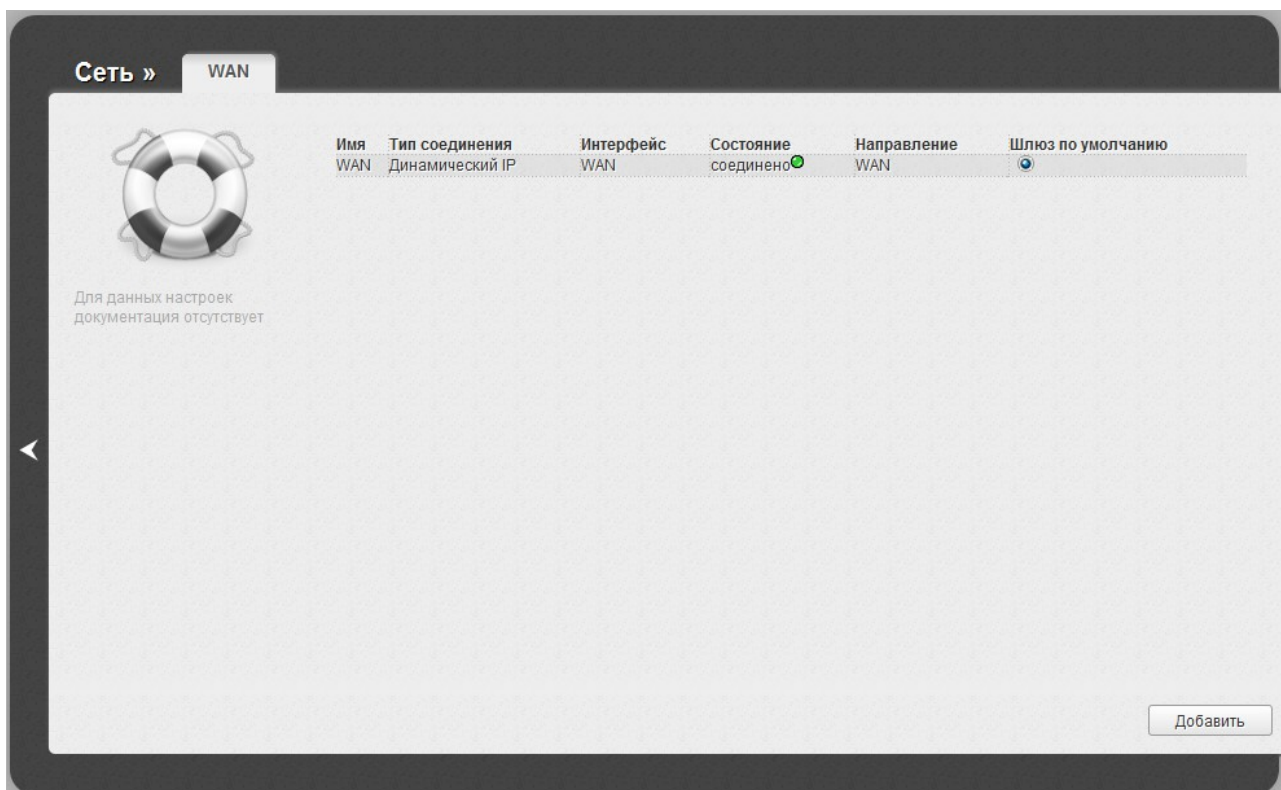 Сеть » WAN
Имя Тип соединения Интерфейс Состояние Направление Шлюз по умолчанию
WAN Динамический IP WAN соединено WAN
Для данных настроек
документация отсутствует
Добавить